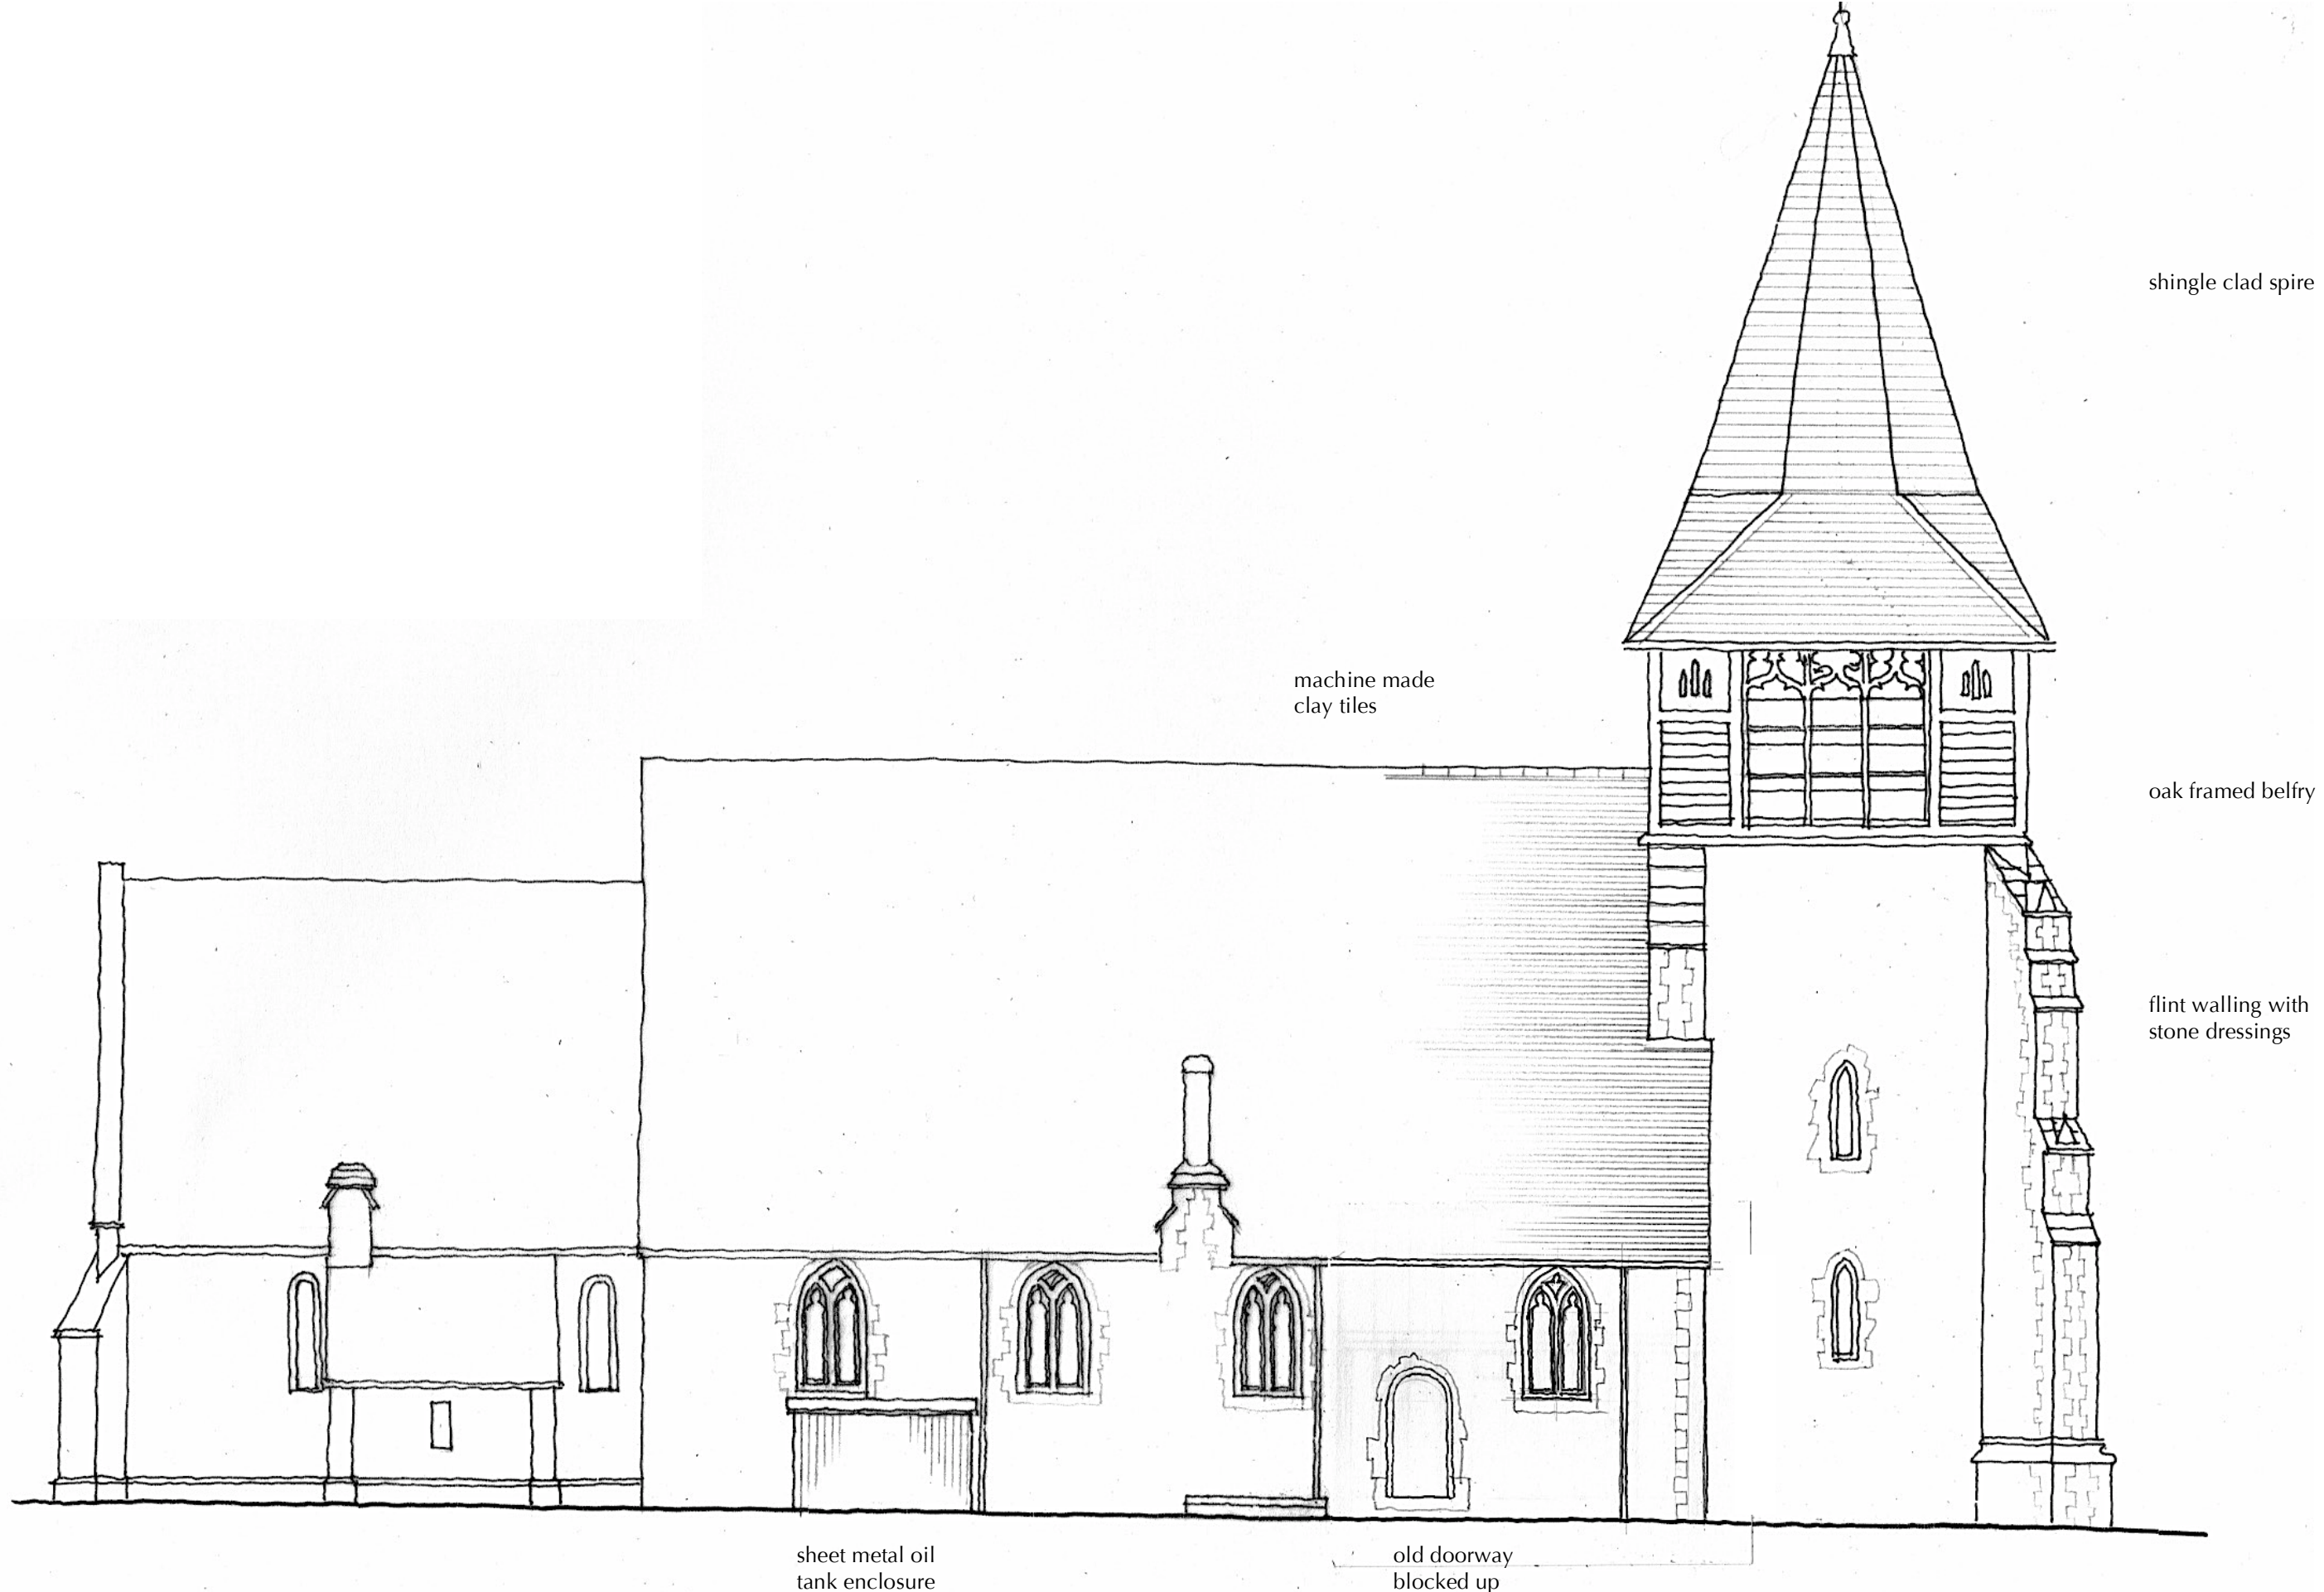 shingle clad spire
machine made
clay tiles
oak framed belfry
flint walling with
stone dressings
sheet metal oil
tank enclosure
old doorway
blocked up